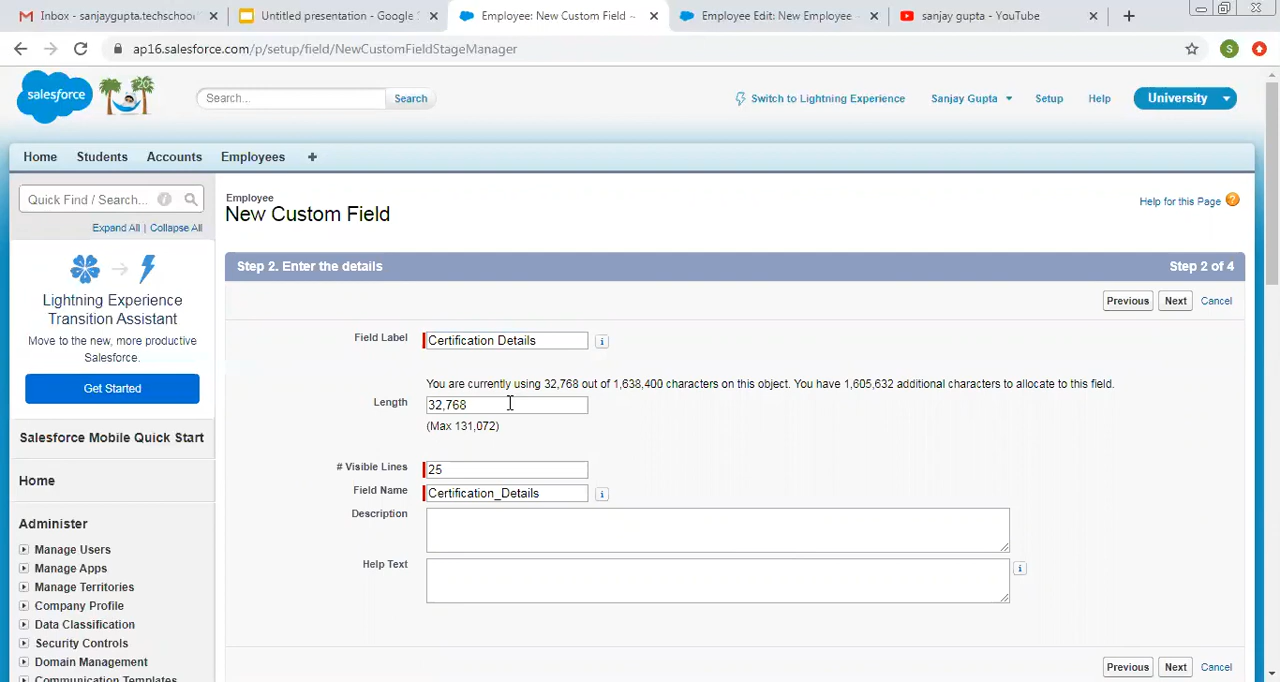 Inbox - sanjaygupta.techschool
Untitled presentation - Google S
Employee: New Custom Field ~
Employee Edit: New Employee ~
sanjay gupta - YouTube
ap16.salesforce.com/p/setup/field/NewCustomFieldStageManager
S
salesforce
Search...
Search
Switch to Lightning Experience
Sanjay Gupta
Setup
Help
University
Home
Students
Accounts
Employees
+
Quick Find / Search...
Expand All | Collapse All
Lightning Experience
Transition Assistant
Move to the new, more productive
Salesforce.
Get Started
Salesforce Mobile Quick Start
Home
Administer
Manage Users
Manage Apps
Manage Territories
Company Profile
Data Classification
Security Controls
Domain Management
Communication Templates
Employee
New Custom Field
Help for this Page
Step 2. Enter the details
Step 2 of 4
Previous
Next
Cancel
Field Label
Certification Details
You are currently using 32,768 out of 1,638,400 characters on this object. You have 1,605,632 additional characters to allocate to this field.
Length
32,768
(Max 131,072)
# Visible Lines
25
Field Name
Certification_Details
Description
Help Text
Previous
Next
Cancel